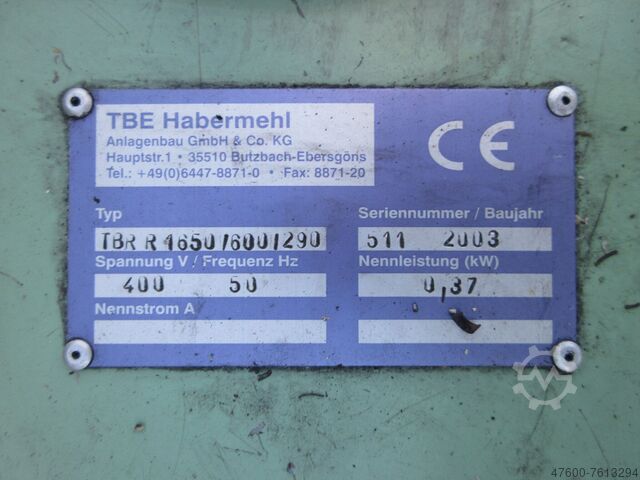 TBE Habermehl
Anlagenbau GmbH & Co. KG
Hauptstr.1 • 35510 Butzbach-Ebersgöns
Tel.: +49(0)6447-8871-0 • Fax: 8871-20
CE
Typ
Seriennummer / Baujahr
TBR R 1650/600/290
511 2003
Spannung V / Frequenz Hz
Nennleistung (kW)
400 50
0,37
Nennstrom A
47600-7613294